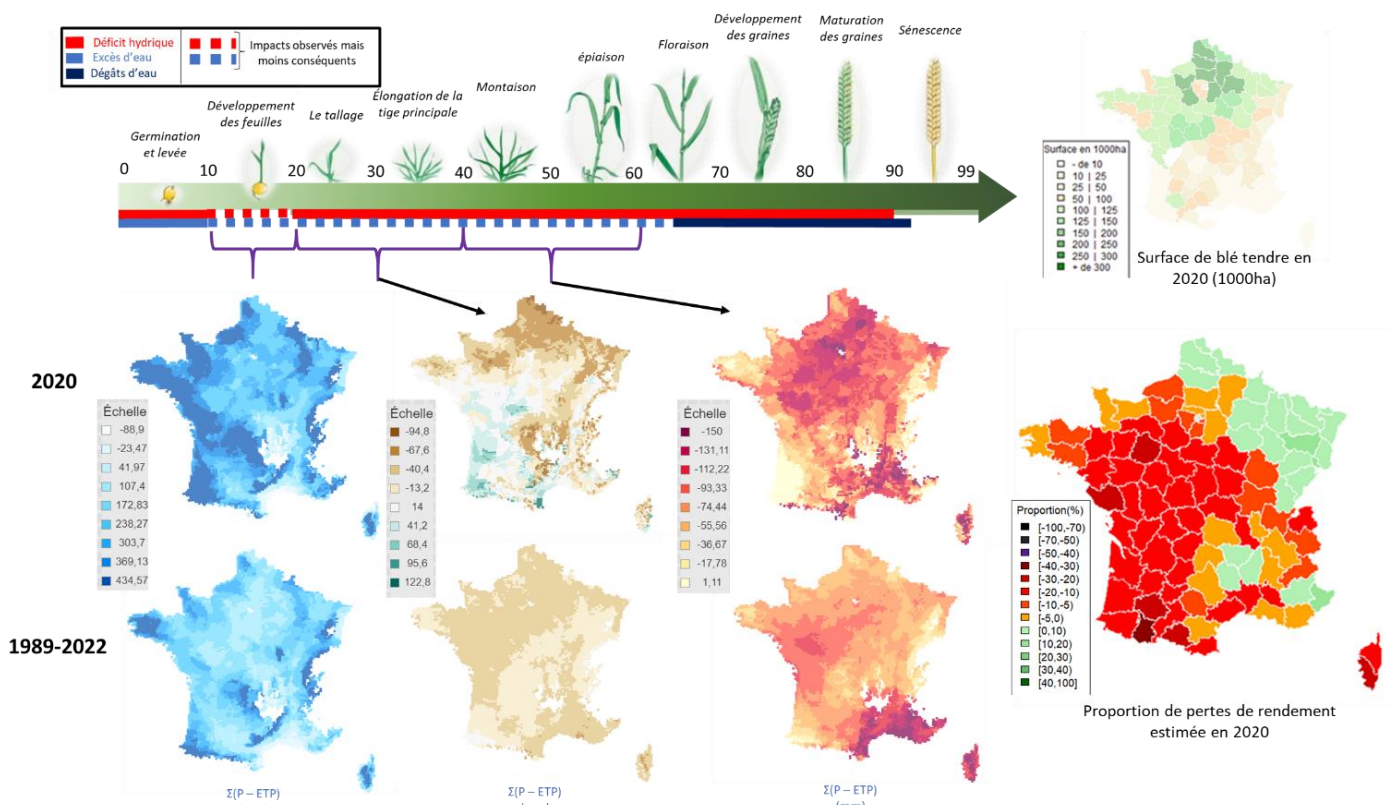 Déficit hydrique
Excès d'eau
Dégâts d'eau
Impacts observés mais
moins conséquents
Germination
et levée
Développement
des feuilles
Le tallage
Élongation de la
tige principale
Montaison
épiaison
Floraison
Développement
des graines
Maturation
des graines
Sénescence
0 10 20 30 40 50 60 70 80 90 99
Surface en 1000ha
- de 10
10 | 25
25 | 50
50 | 100
100 | 125
125 | 150
150 | 200
200 | 250
250 | 300
+ de 300
Surface de blé tendre en
2020 (1000ha)
2020
Échelle
-88,9
-23,47
41,97
107,4
172,83
238,27
303,7
369,13
434,57
Échelle
-94,8
-67,6
-40,4
-13,2
14
41,2
68,4
95,6
122,8
Échelle
-150
-131,11
-112,22
-93,33
-74,44
-55,56
-36,67
-17,78
1,11
Proportion(%)
[-100,-70)
[-70,-50)
[-50,-40)
[-40,-30)
[-30,-20)
[-20,-10)
[-10,-5)
[-5,0)
[0,10)
[10,20)
[20,30)
[30,40)
[40,100]
Proportion de pertes de rendement
estimée en 2020
1989-2022
Σ(P – ETP)
Σ(P – ETP)
Σ(P – ETP)
(mm)